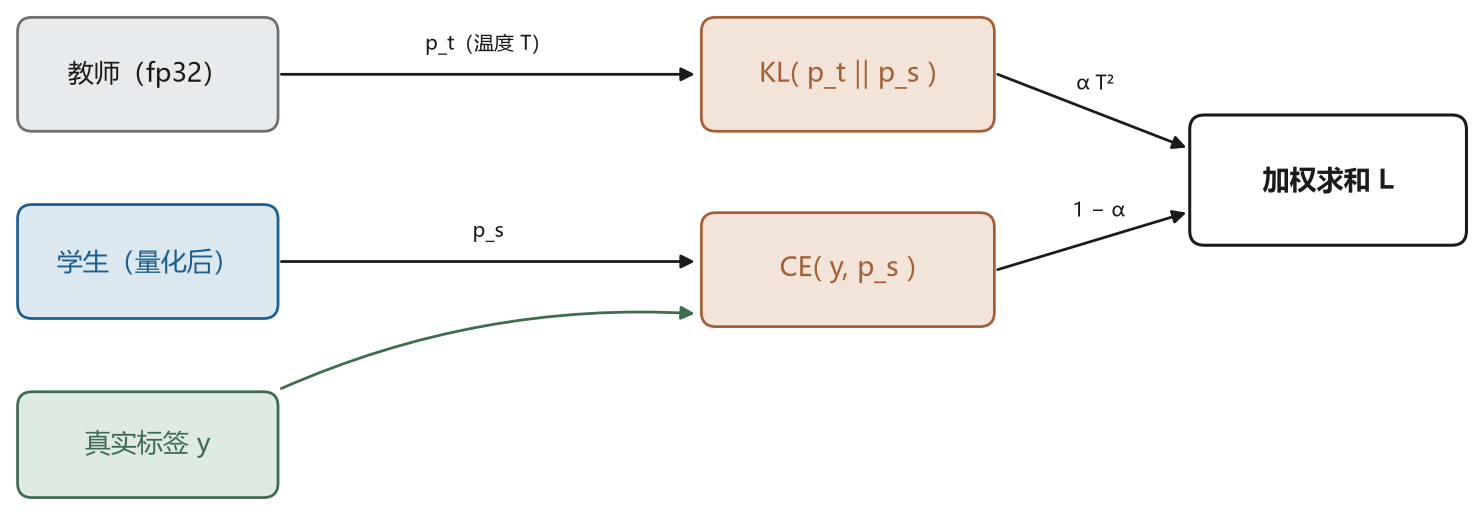 教师（fp32）
p_t（温度 T）
KL( p_t || p_s )
α T²
加权求和 L
学生（量化后）
p_s
CE( y, p_s )
1 − α
真实标签 y